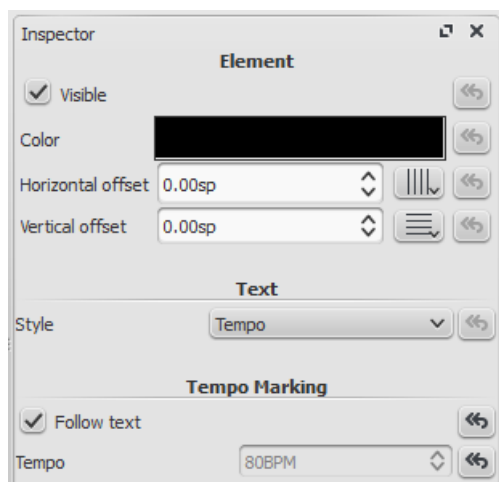 Inspector
Element
Visible
Color
Horizontal offset 0.00sp
Vertical offset 0.00sp
Text
Style Tempo
Tempo Marking
Follow text
Tempo 80BPM